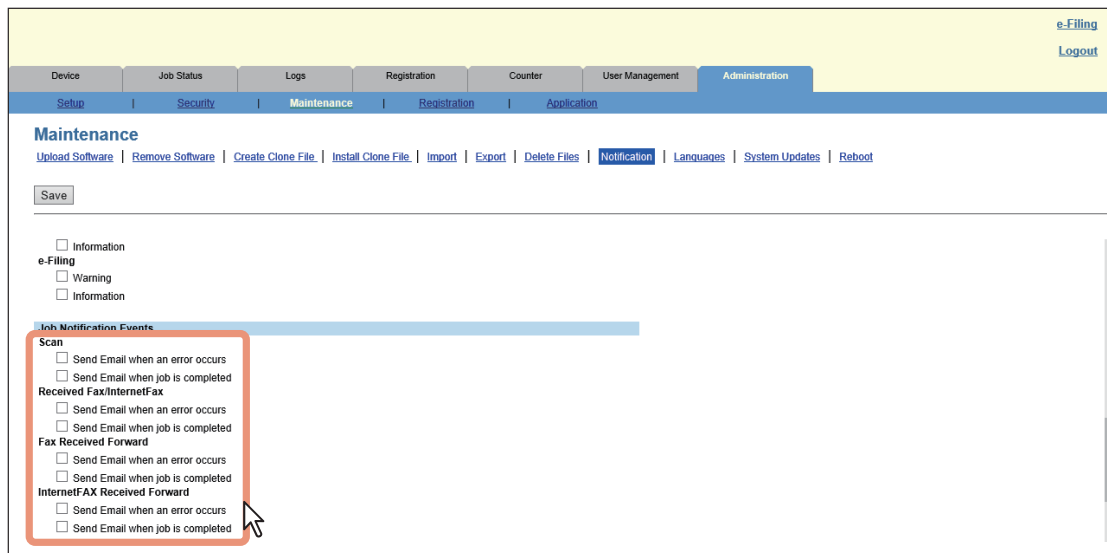 e-Filing
Logout
Device Job Status Logs Registration Counter User Management Administration
Setup | Security | Maintenance | Registration | Application
Maintenance
Upload Software | Remove Software | Create Clone File | Install Clone File | Import | Export | Delete Files | Notification | Languages | System Updates | Reboot
Save
Information
e-Filing
Warning
Information
Job Notification Events
Scan
Send Email when an error occurs
Send Email when job is completed
Received Fax/InternetFax
Send Email when an error occurs
Send Email when job is completed
Fax Received Forward
Send Email when an error occurs
Send Email when job is completed
InternetFAX Received Forward
Send Email when an error occurs
Send Email when job is completed